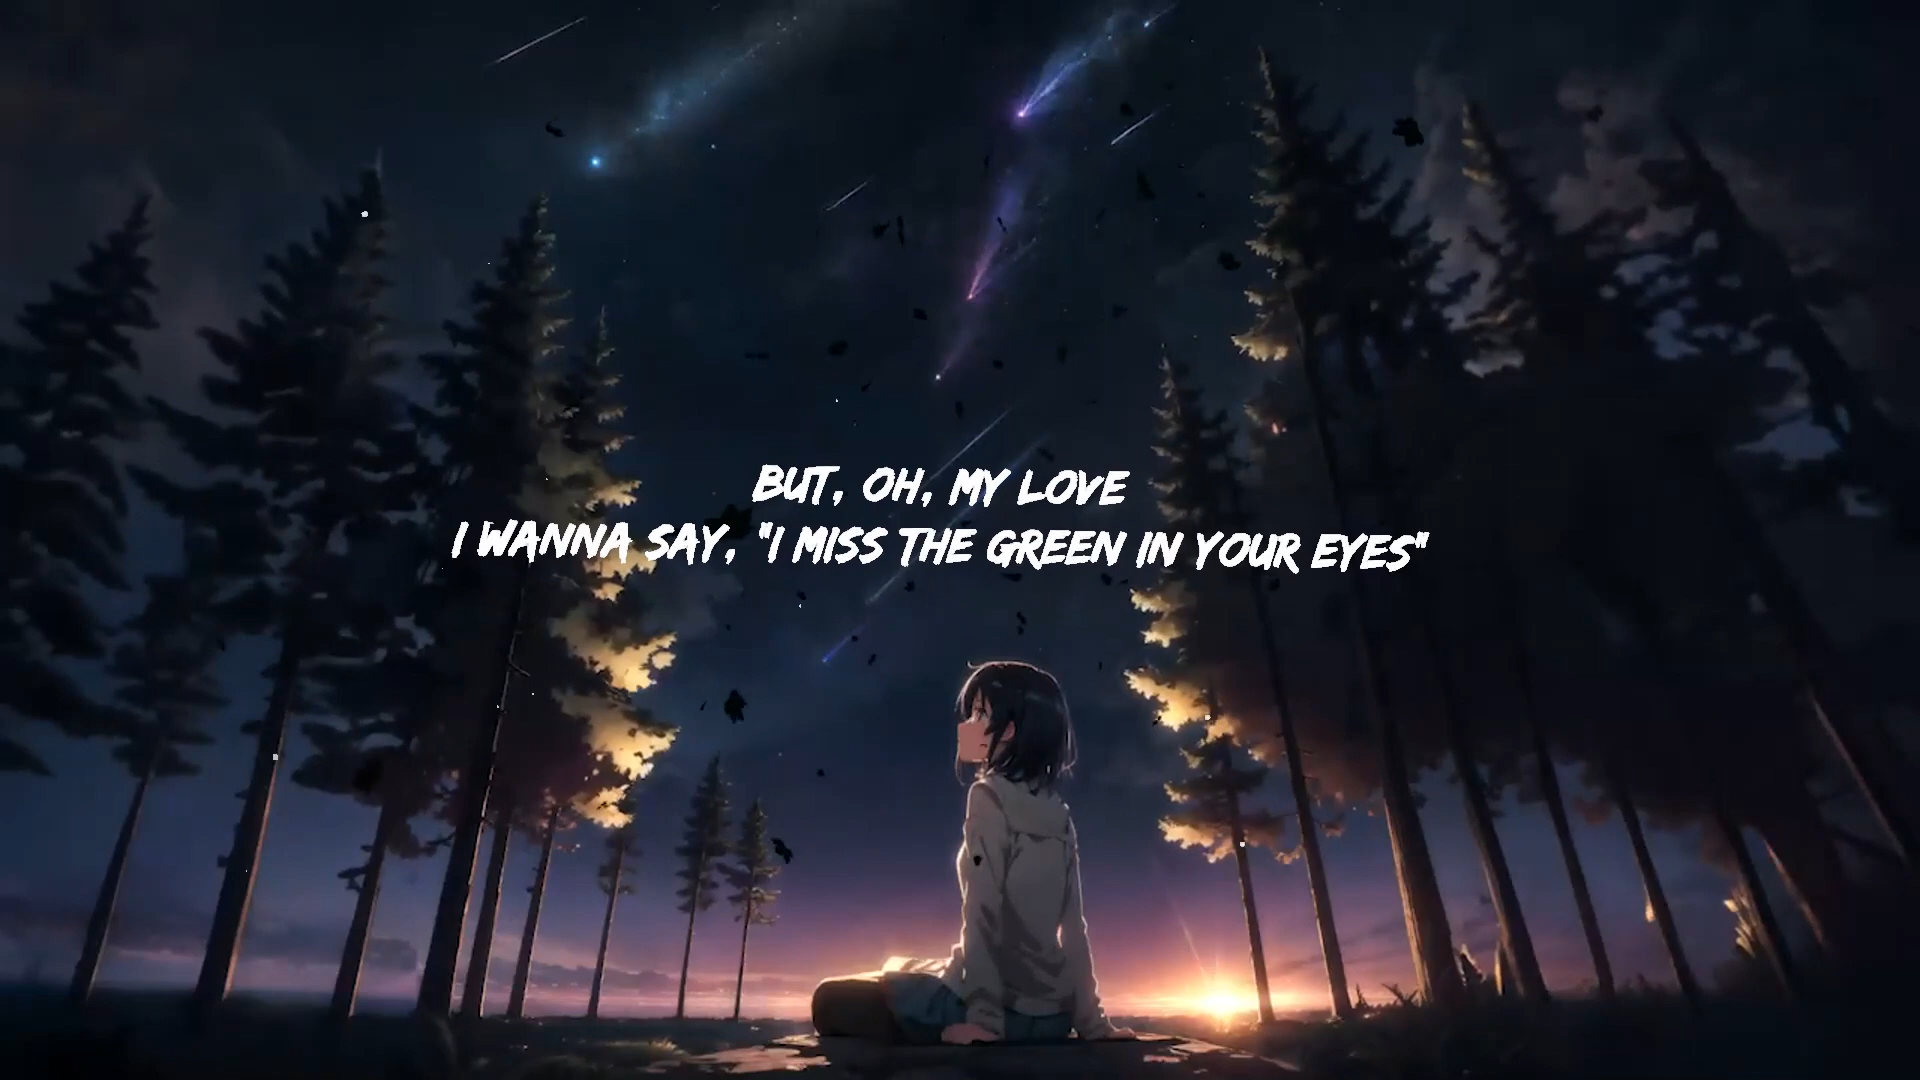 BUT, OH, MY LOVE
I WANNA SAY, "I MISS THE GREEN IN YOUR EYES"